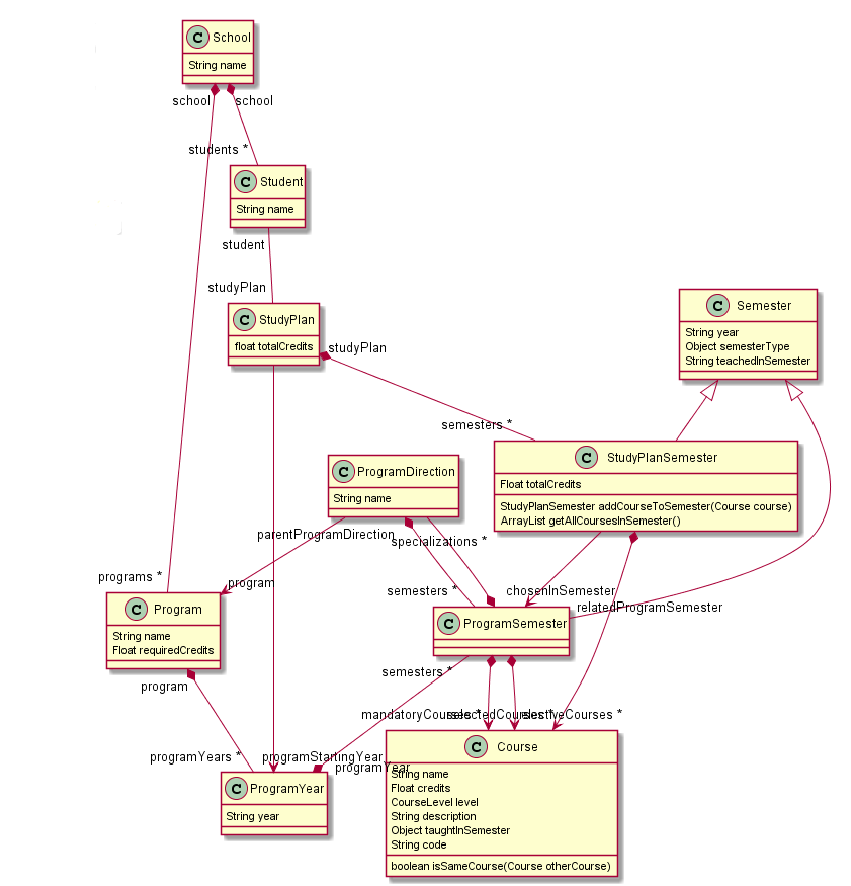 C School
String name
school
school
students *
C Student
String name
student
studyPlan
C StudyPlan
float totalCredits
studyPlan
C Semester
String year
Object semesterType
String teachedInSemester
semesters *
C StudyPlanSemester
Float totalCredits
StudyPlanSemester addCourseToSemester(Course course)
ArrayList getAllCoursesInSemester()
C ProgramDirection
String name
parentProgramDirection
specializations *
programs *
program
semesters *
chosenInSemester
relatedProgramSemester
C Program
String name
Float requiredCredits
program
C ProgramSemester
semesters *
mandatoryCourses *
selectedCourses *
electiveCourses *
programYears *
programStartingYear
programYear
C ProgramYear
String year
C Course
String name
Float credits
CourseLevel level
String description
Object taughtInSemester
String code
boolean isSameCourse(Course otherCourse)